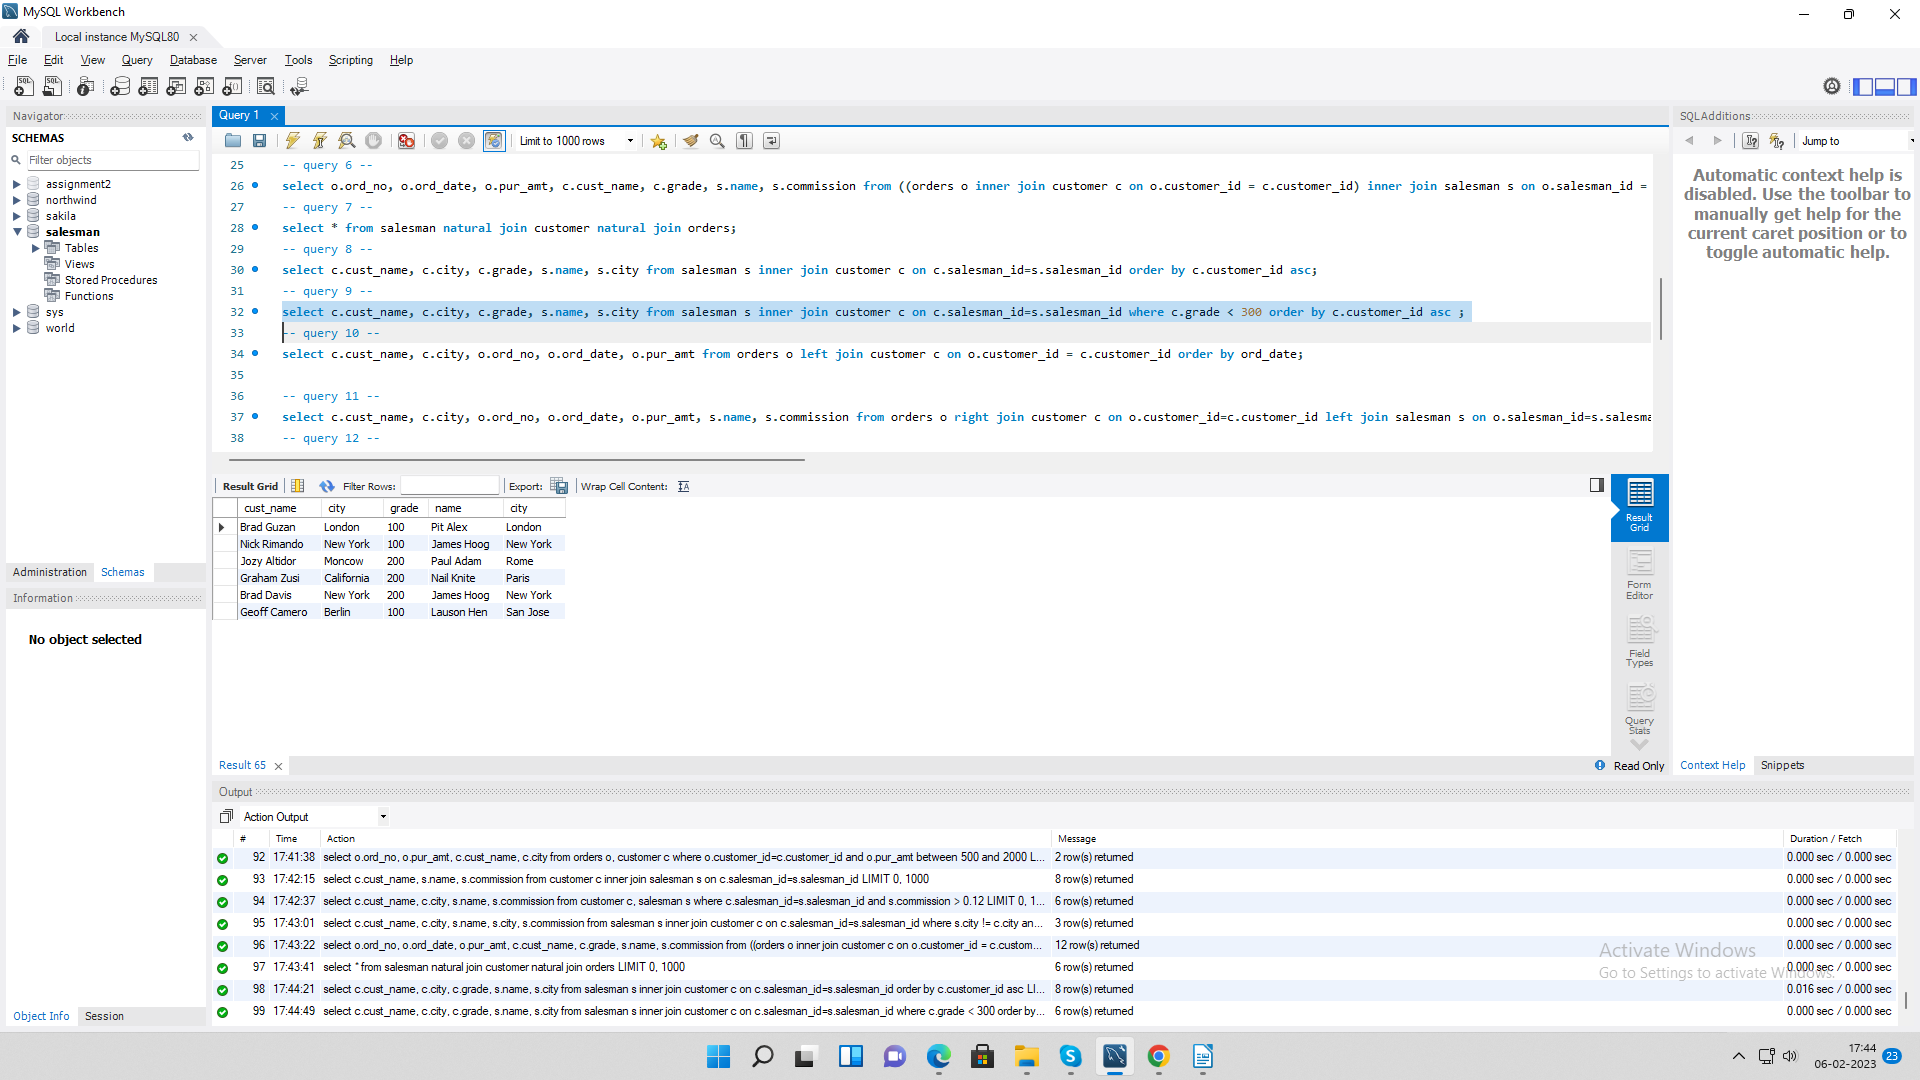 MySQL Workbench
Local instance MySQL80
File Edit View Query Database Server Tools Scripting Help
Navigator
SCHEMAS
Filter objects
assignment2
northwind
sakila
salesman
Tables
Views
Stored Procedures
Functions
sys
world
Administration Schemas
Information
No object selected
Object Info Session
Query 1
Limit to 1000 rows
25 -- query 6 --
26 select o.ord_no, o.ord_date, o.pur_amt, c.cust_name, c.grade, s.name, s.commission from ((orders o inner join customer c on o.customer_id = c.customer_id) inner join salesman s on o.salesman_id =
27 -- query 7 --
28 select * from salesman natural join customer natural join orders;
29 -- query 8 --
30 select c.cust_name, c.city, c.grade, s.name, s.city from salesman s inner join customer c on c.salesman_id=s.salesman_id order by c.customer_id asc;
31 -- query 9 --
32 select c.cust_name, c.city, c.grade, s.name, s.city from salesman s inner join customer c on c.salesman_id=s.salesman_id where c.grade < 300 order by c.customer_id asc ;
33 -- query 10 --
34 select c.cust_name, c.city, o.ord_no, o.ord_date, o.pur_amt from orders o left join customer c on o.customer_id = c.customer_id order by ord_date;
35
36 -- query 11 --
37 select c.cust_name, c.city, o.ord_no, o.ord_date, o.pur_amt, s.name, s.commission from orders o right join customer c on o.customer_id=c.customer_id left join salesman s on o.salesman_id=s.salesma
38 -- query 12 --
Result Grid Filter Rows: Export: Wrap Cell Content:
cust_name city grade name city
Brad Guzan London 100 Pit Alex London
Nick Rimando New York 100 James Hoog New York
Jozy Altidor Moncow 200 Paul Adam Rome
Graham Zusi California 200 Nail Knite Paris
Brad Davis New York 200 James Hoog New York
Geoff Camero Berlin 100 Lauson Hen San Jose
Result
Grid
Form
Editor
Field
Types
Query
Stats
Result 65
Read Only
SQLAdditions
Jump to
Automatic context help is
disabled. Use the toolbar to
manually get help for the
current caret position or to
toggle automatic help.
Context Help Snippets
Output
Action Output
# Time Action Message Duration / Fetch
92 17:41:38 select o.ord_no, o.pur_amt, c.cust_name, c.city from orders o, customer c where o.customer_id=c.customer_id and o.pur_amt between 500 and 2000 L... 2 row(s) returned 0.000 sec / 0.000 sec
93 17:42:15 select c.cust_name, s.name, s.commission from customer c inner join salesman s on c.salesman_id=s.salesman_id LIMIT 0, 1000 8 row(s) returned 0.000 sec / 0.000 sec
94 17:42:37 select c.cust_name, c.city, s.name, s.commission from customer c, salesman s where c.salesman_id=s.salesman_id and s.commission > 0.12 LIMIT 0, 1... 6 row(s) returned 0.000 sec / 0.000 sec
95 17:43:01 select c.cust_name, c.city, s.name, s.city, s.commission from salesman s inner join customer c on c.salesman_id=s.salesman_id where s.city != c.city an... 3 row(s) returned 0.000 sec / 0.000 sec
96 17:43:22 select o.ord_no, o.ord_date, o.pur_amt, c.cust_name, c.grade, s.name, s.commission from ((orders o inner join customer c on o.customer_id = c.custom... 12 row(s) returned 0.000 sec / 0.000 sec
97 17:43:41 select * from salesman natural join customer natural join orders LIMIT 0, 1000 6 row(s) returned 0.000 sec / 0.000 sec
98 17:44:21 select c.cust_name, c.city, c.grade, s.name, s.city from salesman s inner join customer c on c.salesman_id=s.salesman_id order by c.customer_id asc LI... 8 row(s) returned 0.016 sec / 0.000 sec
99 17:44:49 select c.cust_name, c.city, c.grade, s.name, s.city from salesman s inner join customer c on c.salesman_id=s.salesman_id where c.grade < 300 order by... 6 row(s) returned 0.000 sec / 0.000 sec
Activate Windows
Go to Settings to activate Windows.
17:44
06-02-2023
23